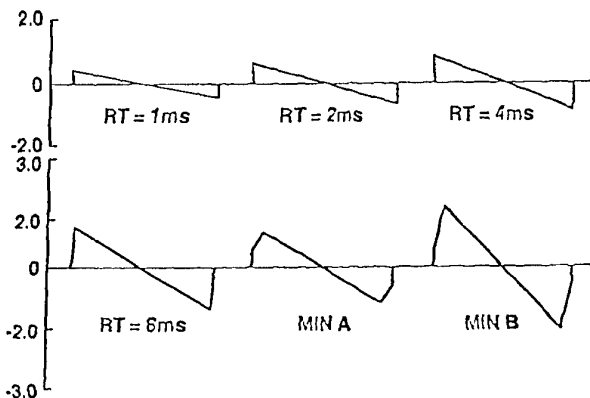 2.0
0
-2.0
RT = 1ms
RT = 2ms
RT = 4ms
3.0
2.0
0
-2.0
-3.0
RT = 6ms
MIN A
MIN B